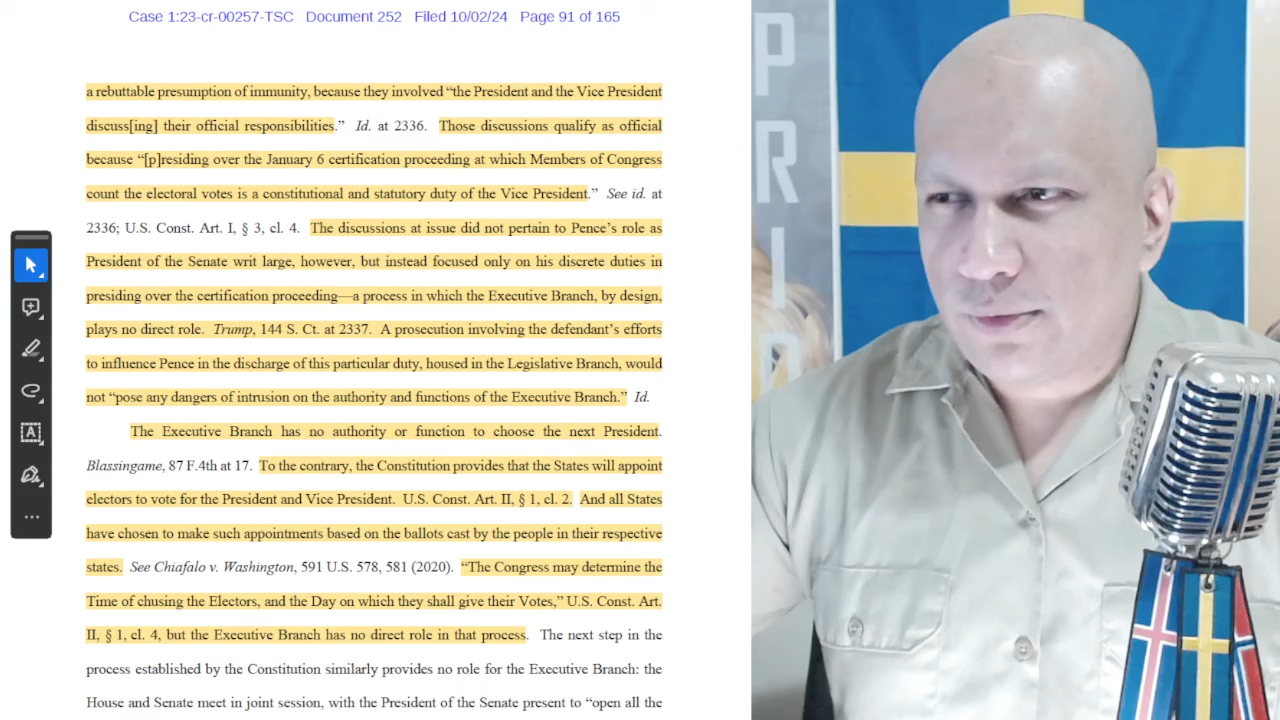 Case 1:23-cr-00257-TSC Document 252 Filed 10/02/24 Page 91 of 165
a rebuttable presumption of immunity, because they involved “the President and the Vice President
discuss[ing] their official responsibilities.” Id. at 2336. Those discussions qualify as official
because “[p]residing over the January 6 certification proceeding at which Members of Congress
count the electoral votes is a constitutional and statutory duty of the Vice President.” See id. at
2336; U.S. Const. Art. I, § 3, cl. 4. The discussions at issue did not pertain to Pence’s role as
President of the Senate writ large, however, but instead focused only on his discrete duties in
presiding over the certification proceeding—a process in which the Executive Branch, by design,
plays no direct role. Trump, 144 S. Ct. at 2337. A prosecution involving the defendant’s efforts
to influence Pence in the discharge of this particular duty, housed in the Legislative Branch, would
not “pose any dangers of intrusion on the authority and functions of the Executive Branch.” Id.
The Executive Branch has no authority or function to choose the next President.
Blassingame, 87 F.4th at 17. To the contrary, the Constitution provides that the States will appoint
electors to vote for the President and Vice President. U.S. Const. Art. II, § 1, cl. 2. And all States
have chosen to make such appointments based on the ballots cast by the people in their respective
states. See Chiafalo v. Washington, 591 U.S. 578, 581 (2020). “The Congress may determine the
Time of chusing the Electors, and the Day on which they shall give their Votes,” U.S. Const. Art.
II, § 1, cl. 4, but the Executive Branch has no direct role in that process. The next step in the
process established by the Constitution similarly provides no role for the Executive Branch: the
House and Senate meet in joint session, with the President of the Senate present to “open all the
PRI